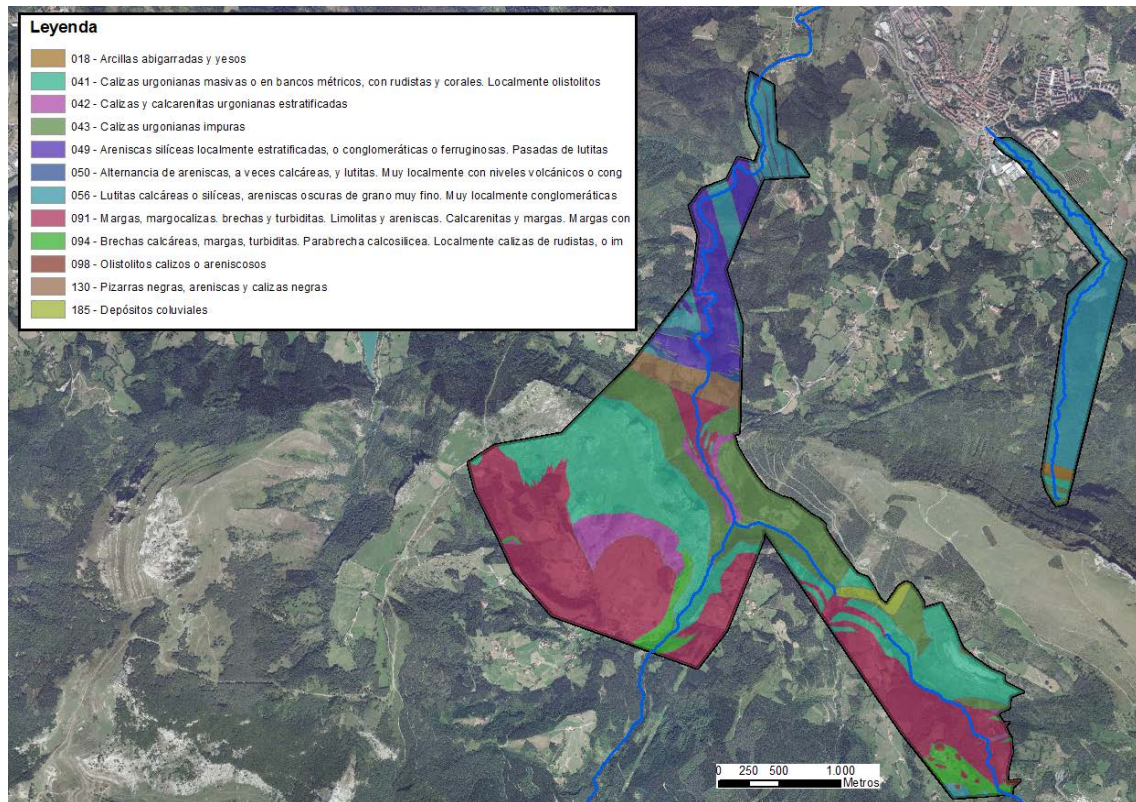 Leyenda
018 - Arcillas abigarradas y yesos
041 - Calizas urgonianas masivas o en bancos métricos, con rudistas y corales. Localmente olistolitos
042 - Calizas y calcarenitas urgonianas estratificadas
043 - Calizas urgonianas impuras
049 - Areniscas silíceas localmente estratificadas, o conglomeráticas o ferruginosas. Pasadas de lutitas
050 - Alternancia de areniscas, a veces calcáreas, y lutitas. Muy localmente con niveles volcánicos o cong
056 - Lutitas calcáreas o silíceas, areniscas oscuras de grano muy fino. Muy localmente conglomeráticas
091 - Margas, margocalizas. brechas y turbiditas. Limolitas y areniscas. Calcarenitas y margas. Margas con
094 - Brechas calcáreas, margas, turbiditas. Parabrecha calcosilicea. Localmente calizas de rudistas, o im
098 - Olistolitos calizos o areniscosos
130 - Pizarras negras, areniscas y calizas negras
185 - Depósitos coluviales
0 250 500 1.000
Metros